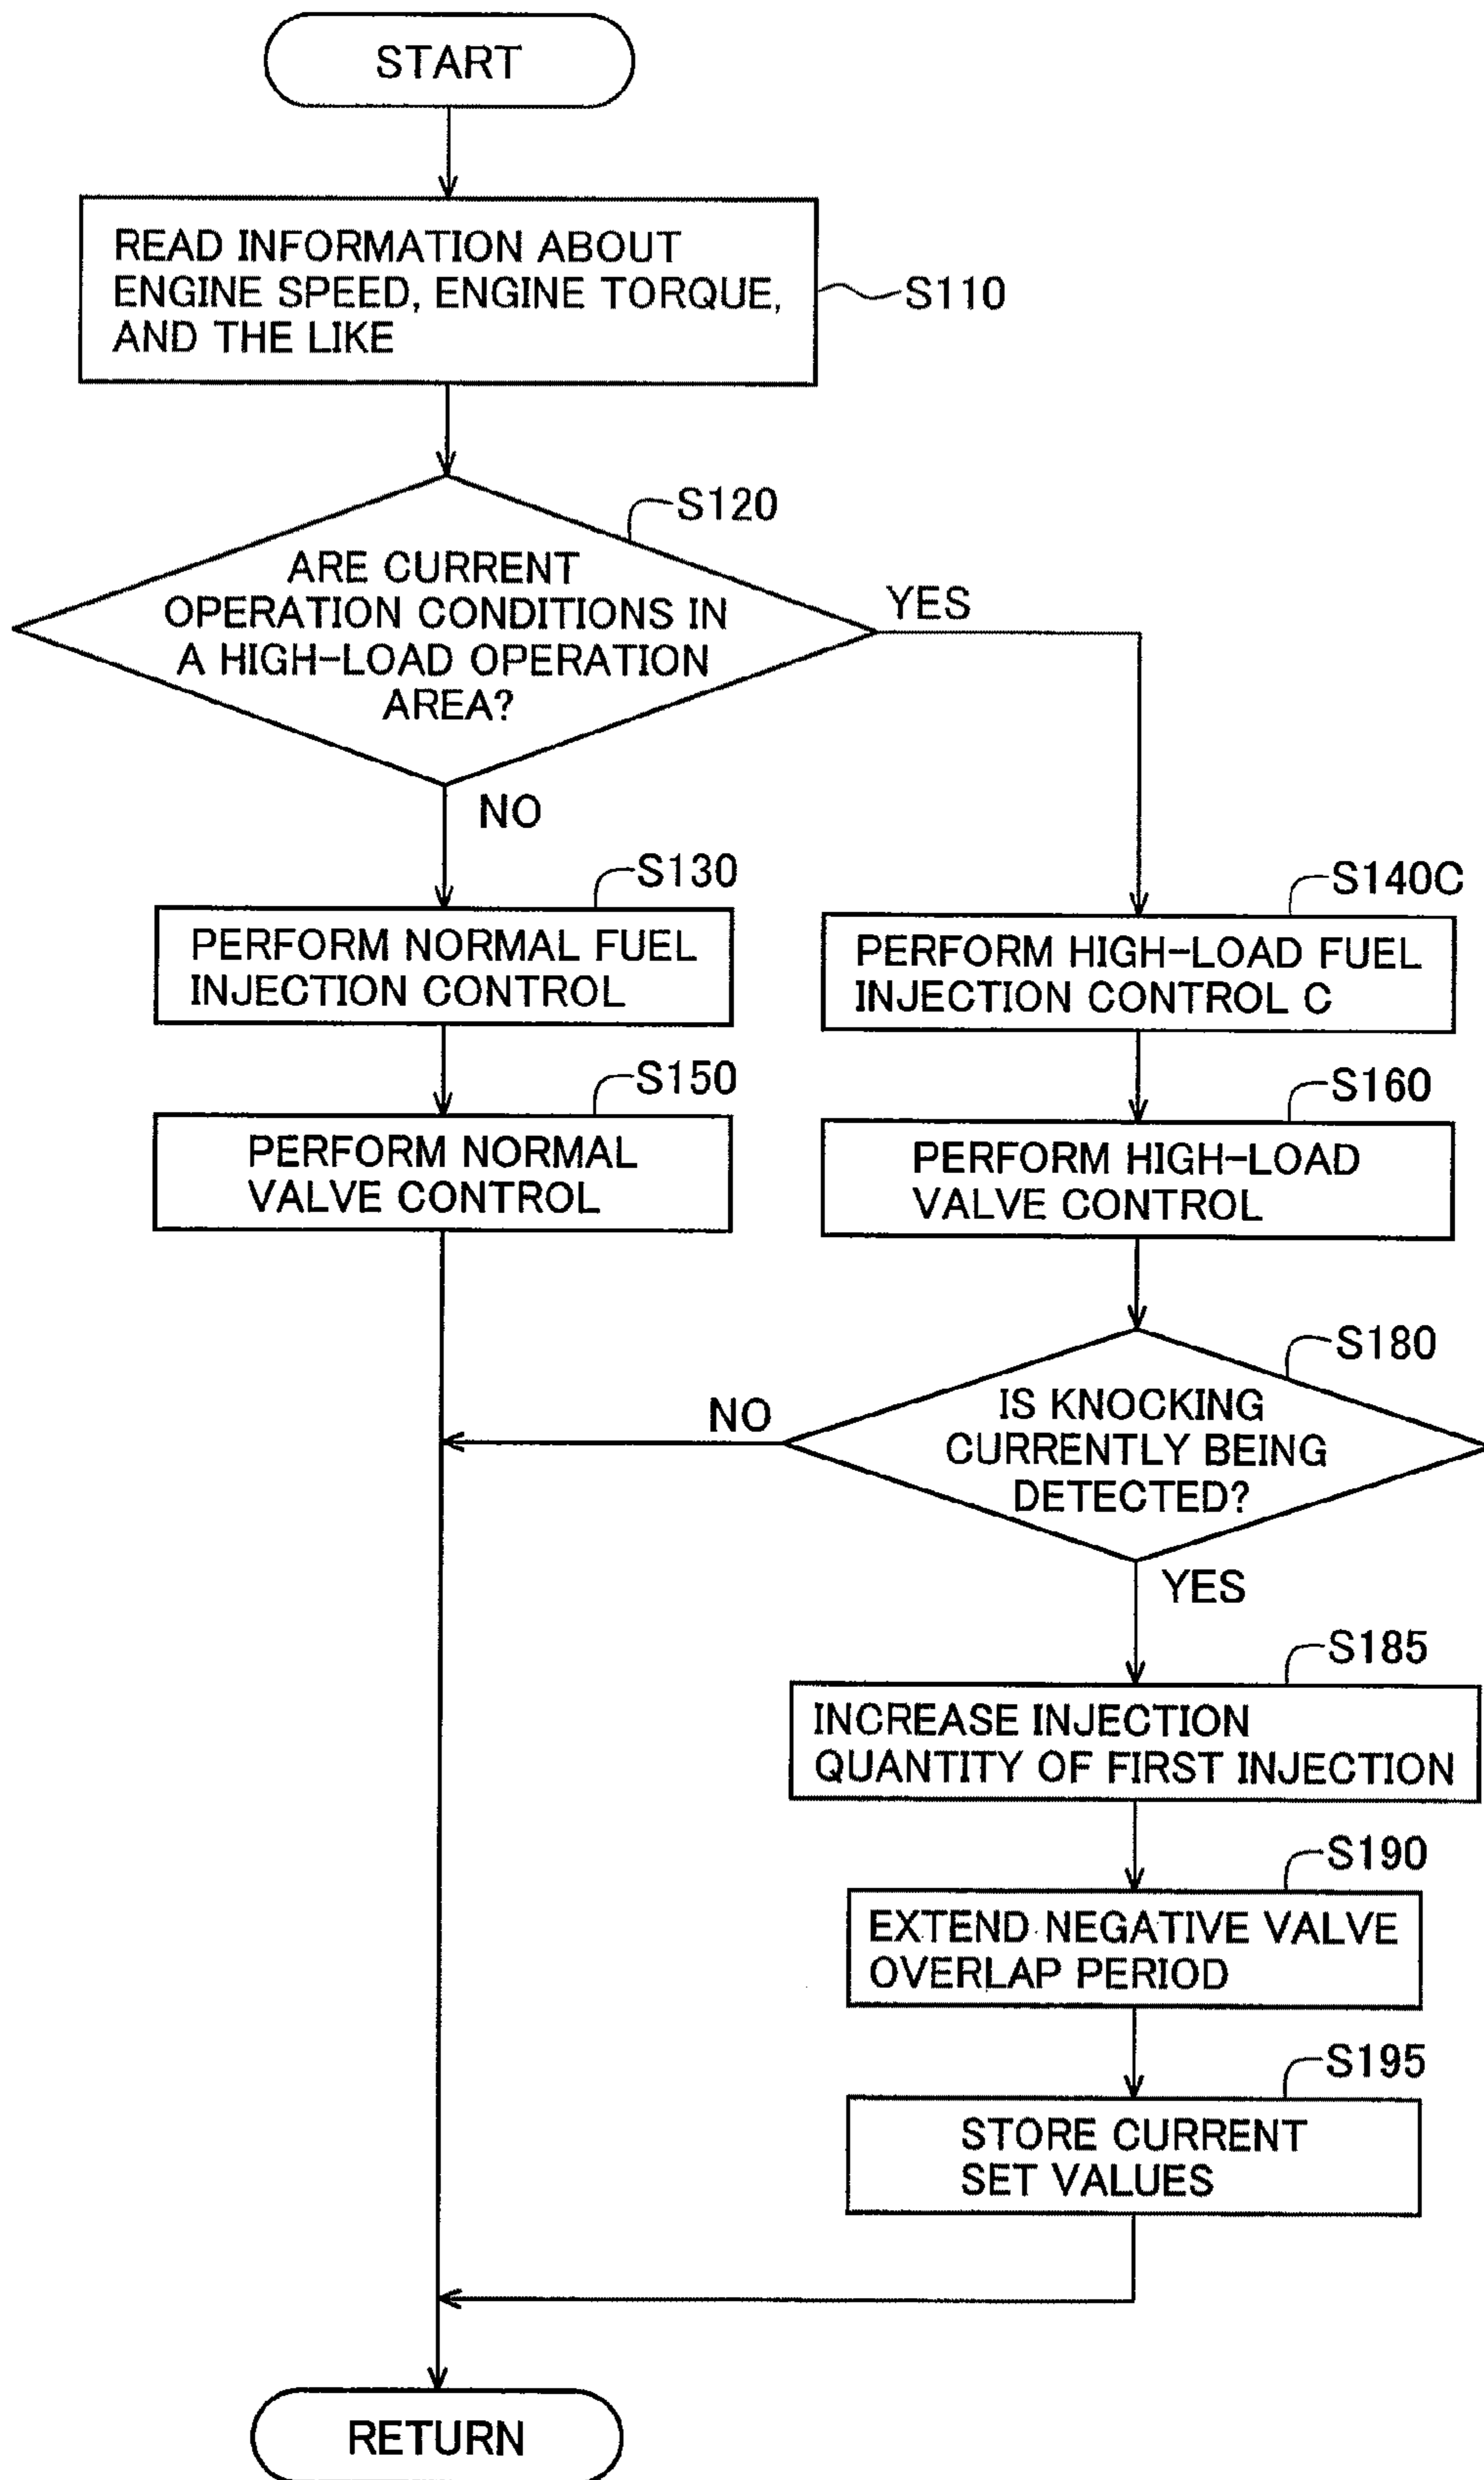 START
READ INFORMATION ABOUT
ENGINE SPEED, ENGINE TORQUE,
AND THE LIKE
S110
S120
ARE CURRENT
OPERATION CONDITIONS IN
A HIGH-LOAD OPERATION
AREA?
YES
NO
S130
PERFORM NORMAL FUEL
INJECTION CONTROL
S140C
PERFORM HIGH-LOAD FUEL
INJECTION CONTROL C
S150
PERFORM NORMAL
VALVE CONTROL
S160
PERFORM HIGH-LOAD
VALVE CONTROL
S180
IS KNOCKING
CURRENTLY BEING
DETECTED?
NO
YES
S185
INCREASE INJECTION
QUANTITY OF FIRST INJECTION
S190
EXTEND NEGATIVE VALVE
OVERLAP PERIOD
S195
STORE CURRENT
SET VALUES
RETURN